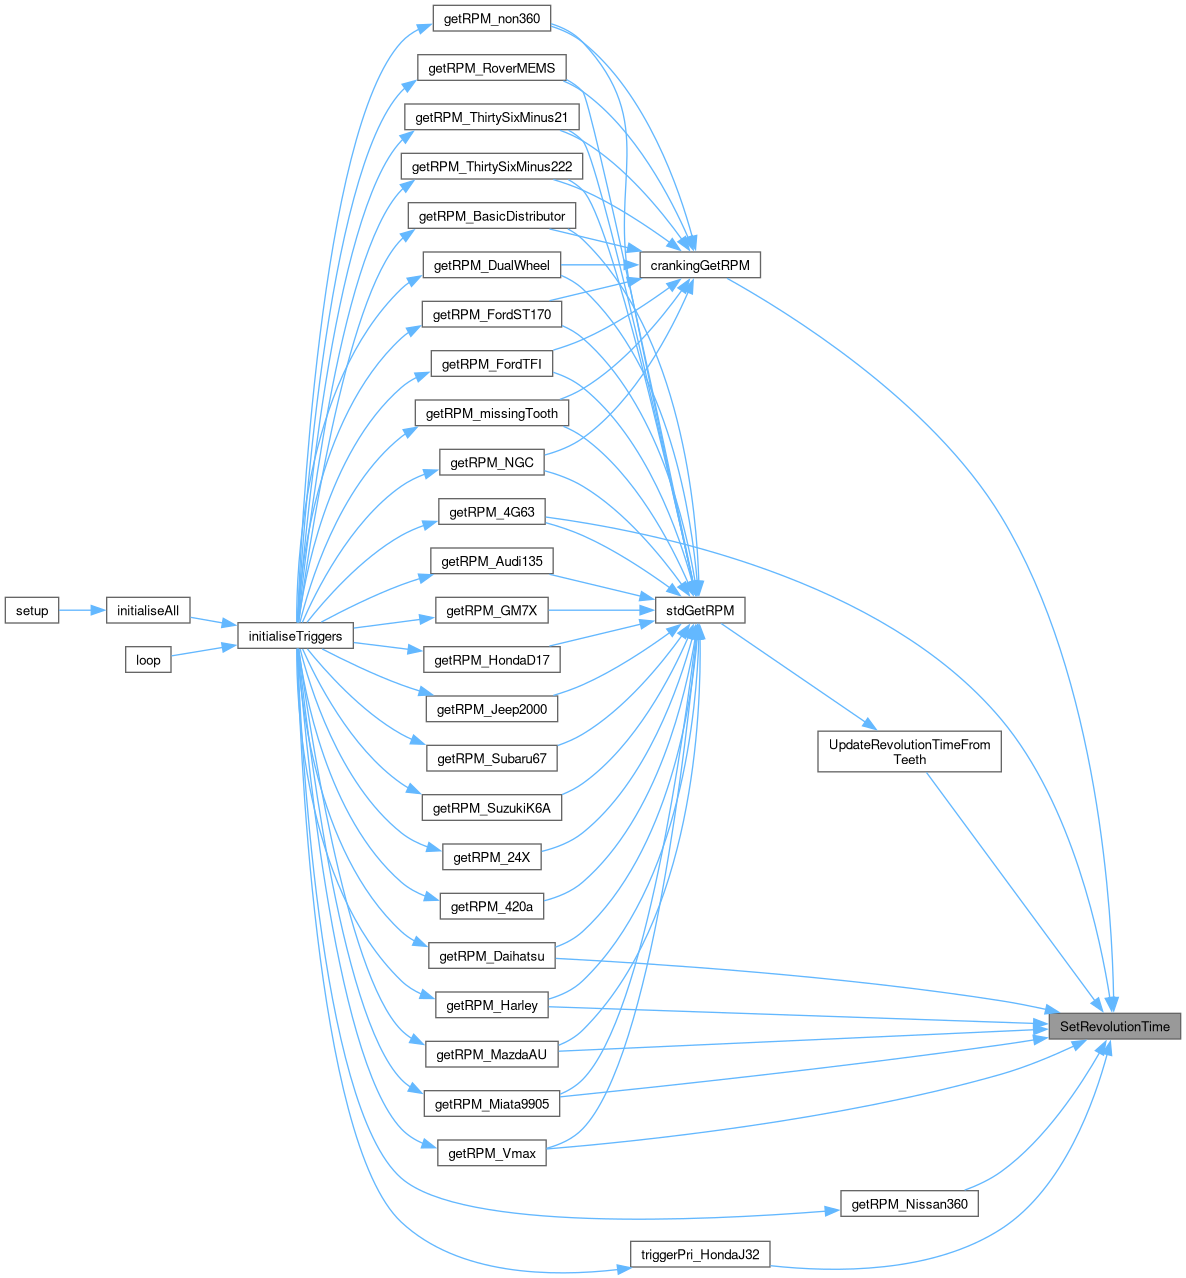 getRPM_non360
getRPM_RoverMEMS
getRPM_ThirtySixMinus21
getRPM_ThirtySixMinus222
getRPM_BasicDistributor
getRPM_DualWheel
crankingGetRPM
getRPM_FordST170
getRPM_FordTFI
getRPM_missingTooth
getRPM_NGC
getRPM_4G63
getRPM_Audi135
setup
initialiseAll
getRPM_GM7X
stdGetRPM
initialiseTriggers
loop
getRPM_HondaD17
getRPM_Jeep2000
getRPM_Subaru67
UpdateRevolutionTimeFrom
Teeth
getRPM_SuzukiK6A
getRPM_24X
getRPM_420a
getRPM_Daihatsu
getRPM_Harley
SetRevolutionTime
getRPM_MazdaAU
getRPM_Miata9905
getRPM_Vmax
getRPM_Nissan360
triggerPri_HondaJ32